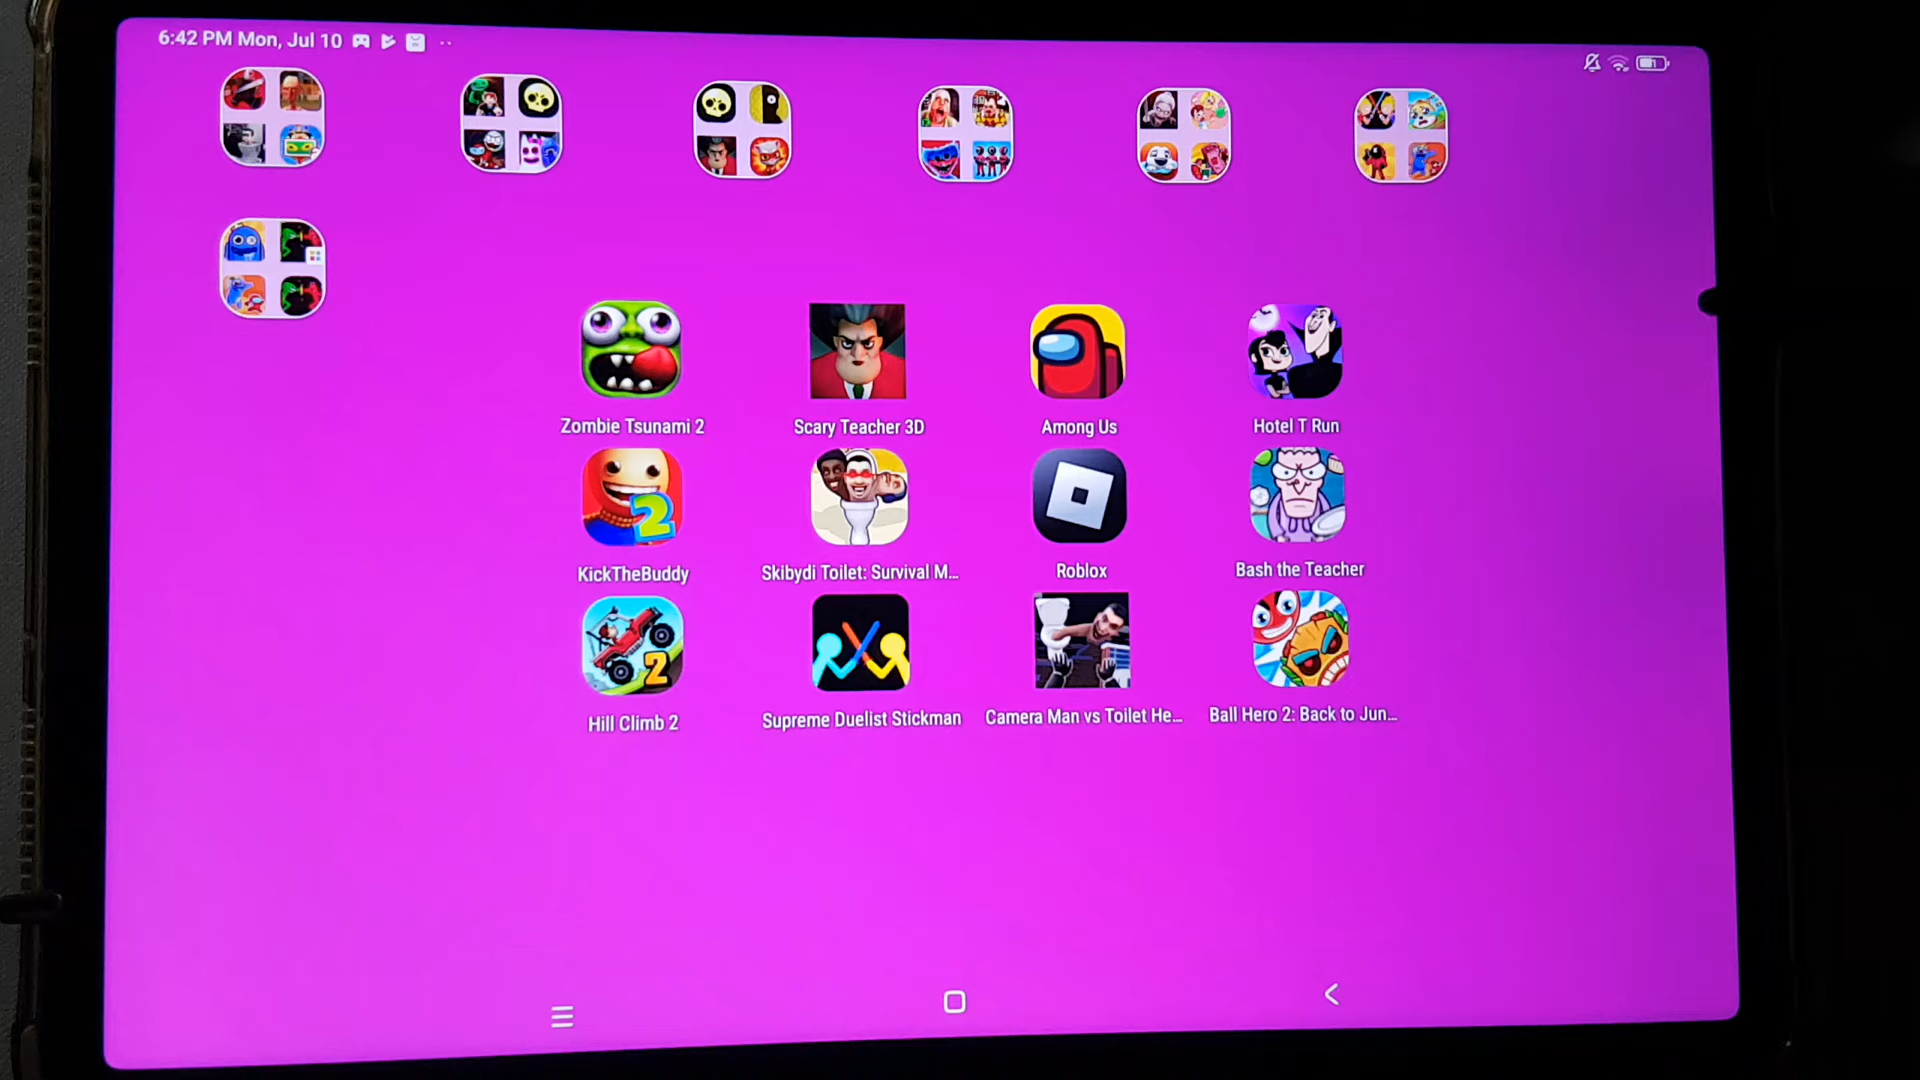 6:42 PM Mon, Jul 10
Zombie Tsunami 2
Scary Teacher 3D
Among Us
Hotel T Run
KickTheBuddy
Skibydi Toilet: Survival M...
Roblox
Bash the Teacher
2
Hill Climb 2
Supreme Duelist Stickman
Camera Man vs Toilet He...
Ball Hero 2: Back to Jun...
2